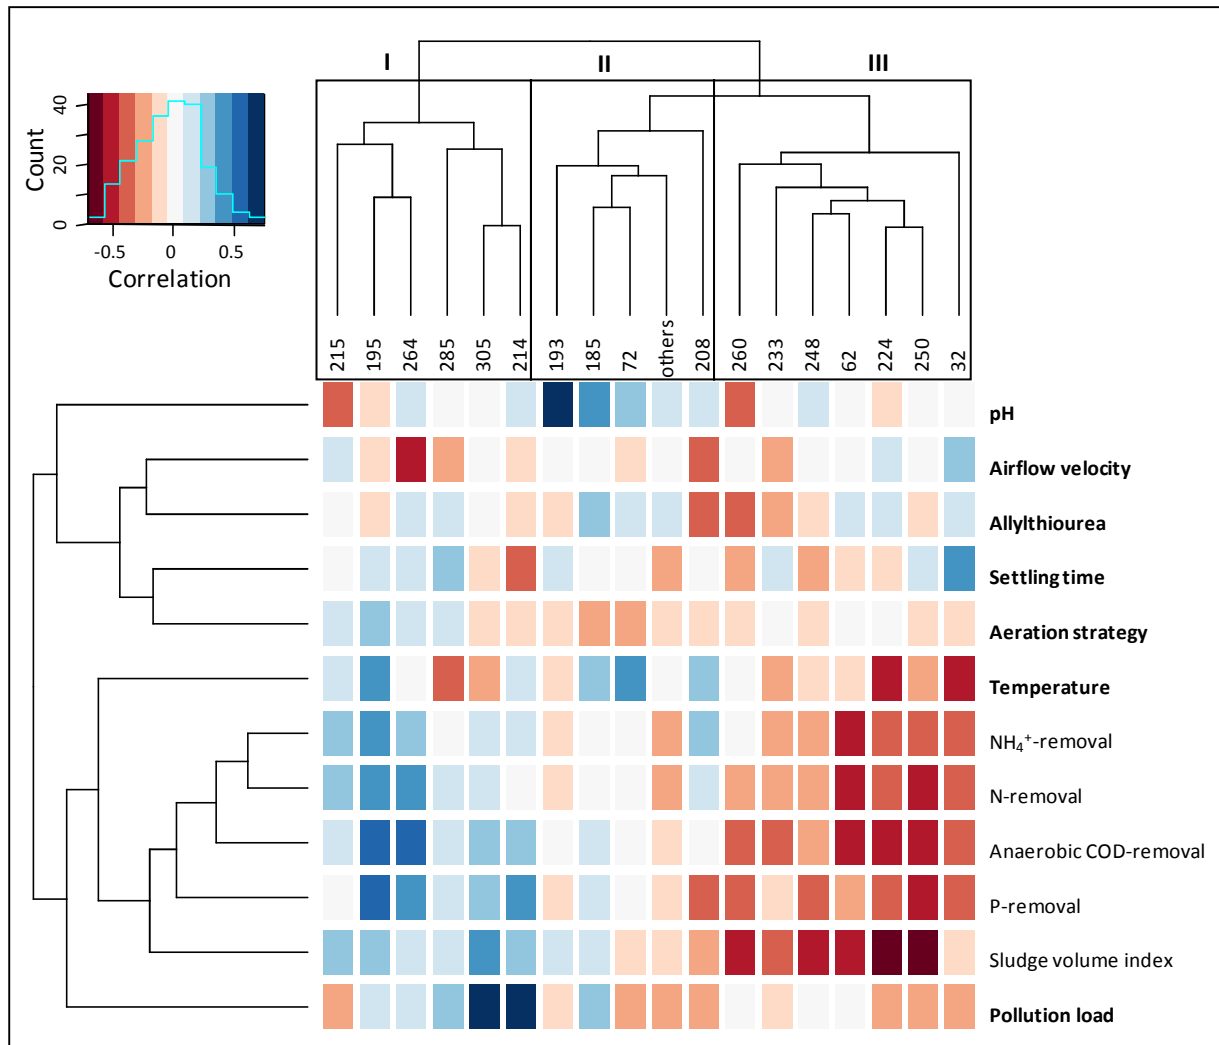 I II III
40
20
0
Count
-0.5 0 0.5
Correlation
215 195 264 285 305 214 193 185 72 others 208 260 233 248 62 224 250 32
pH
Airflow velocity
Allylthiourea
Settling time
Aeration strategy
Temperature
NH₄⁺-removal
N-removal
Anaerobic COD-removal
P-removal
Sludge volume index
Pollution load